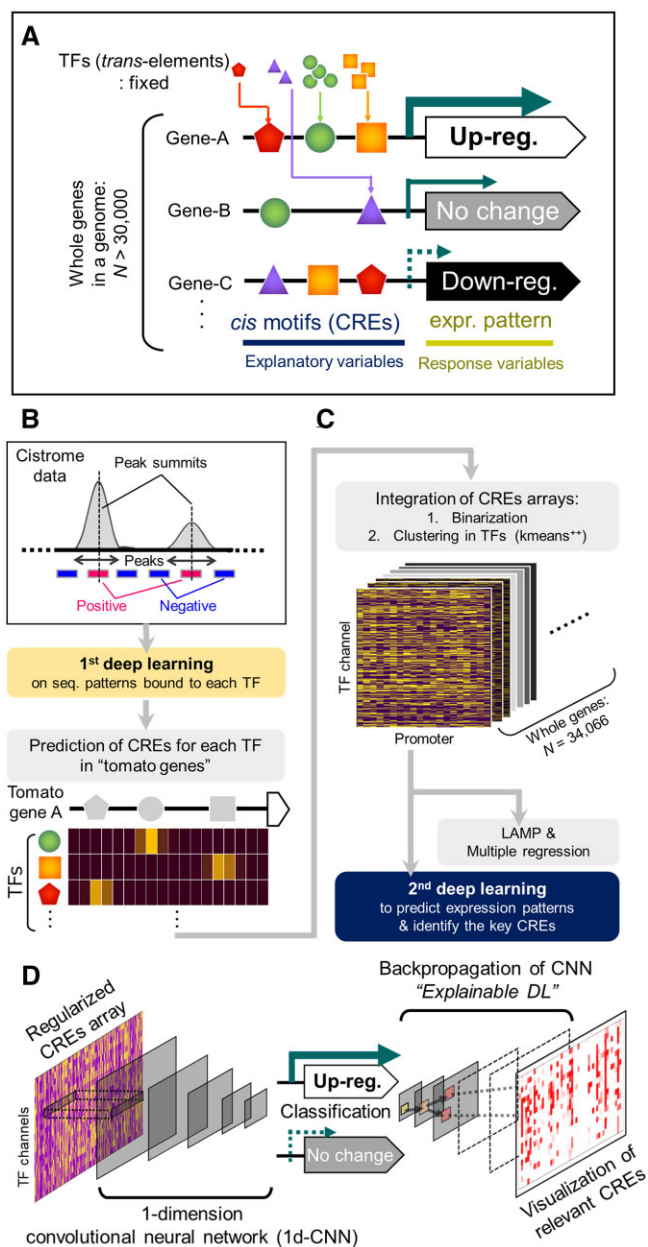 A
TFs (trans-elements)
: fixed
Whole genes
in a genome:
N > 30,000
Gene-A
Up-reg.
Gene-B
No change
Gene-C
Down-reg.
cis motifs (CREs)
expr. pattern
Explanatory variables
Response variables
B
Cistrome
data
Peak summits
Peaks
Positive
Negative
1st deep learning
on seq. patterns bound to each TF
Prediction of CREs for each TF
in "tomato genes"
Tomato
gene A
TFs
C
Integration of CREs arrays:
1. Binarization
2. Clustering in TFs (kmeans++)
TF channel
Promoter
Whole genes:
N = 34,066
LAMP &
Multiple regression
2nd deep learning
to predict expression patterns
& identify the key CREs
D
Regularized
CREs array
TF channels
1-dimension
convolutional neural network (1d-CNN)
Up-reg.
Classification
No change
Backpropagation of CNN
"Explainable DL"
Visualization of
relevant CREs